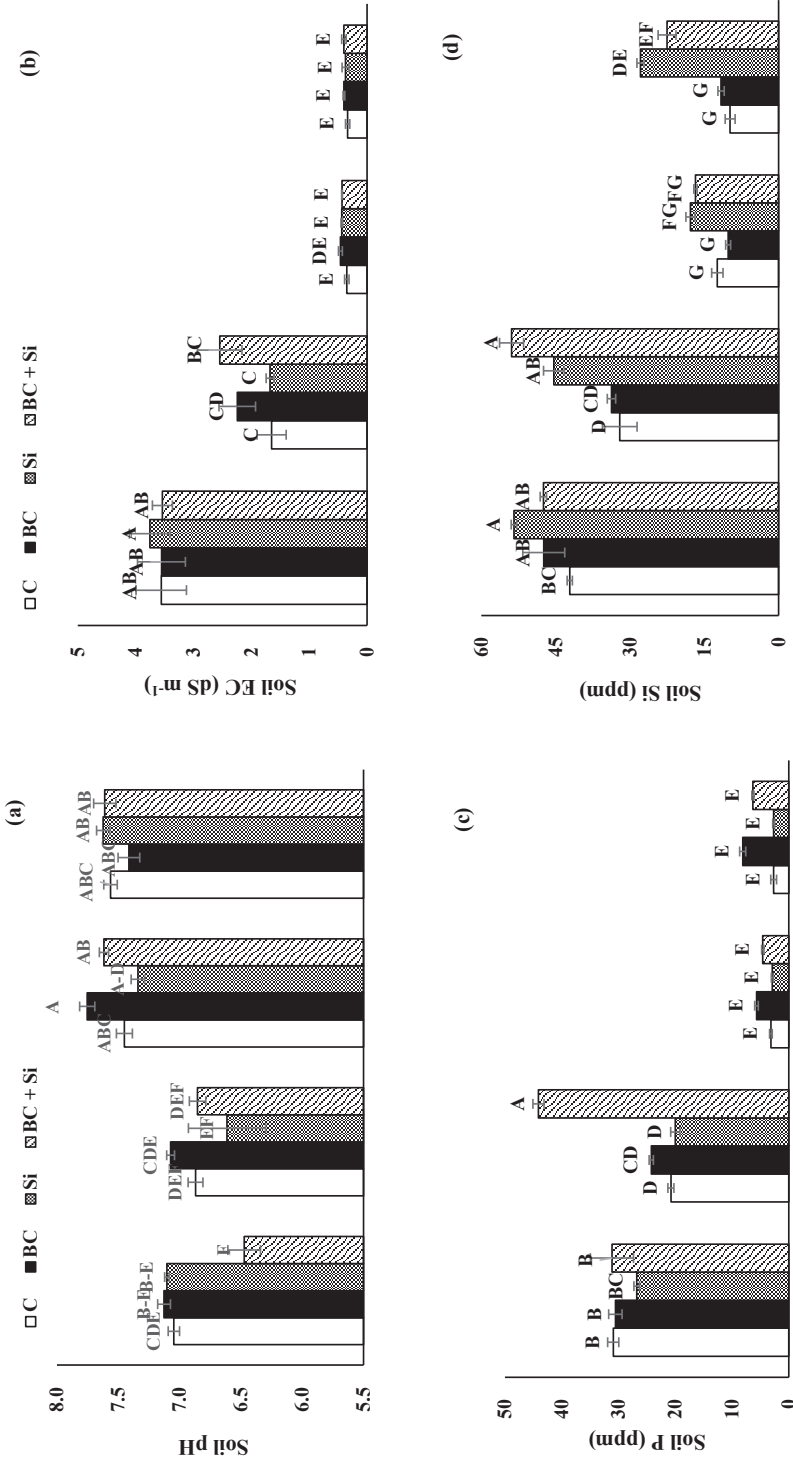 (a)
C BC Si BC + Si
Soil pH
8.0
7.5
7.0
6.5
6.0
5.5
CDE B-E B-E F
DEF CDE EF DEF
ABC A A-D AB
ABC ABC AB AB
(b)
C BC Si BC + Si
Soil EC (dS m⁻¹)
5
4
3
2
1
0
AB AB A AB
C CD C BC
E DE E E
E E E E
(c)
Soil P (ppm)
50
40
30
20
10
0
B B BC B
D CD D A
E E E E
E E E E
(d)
Soil Si (ppm)
60
45
30
15
0
BC AB A AB
D CD AB A
G G FG FG
G G DE EF